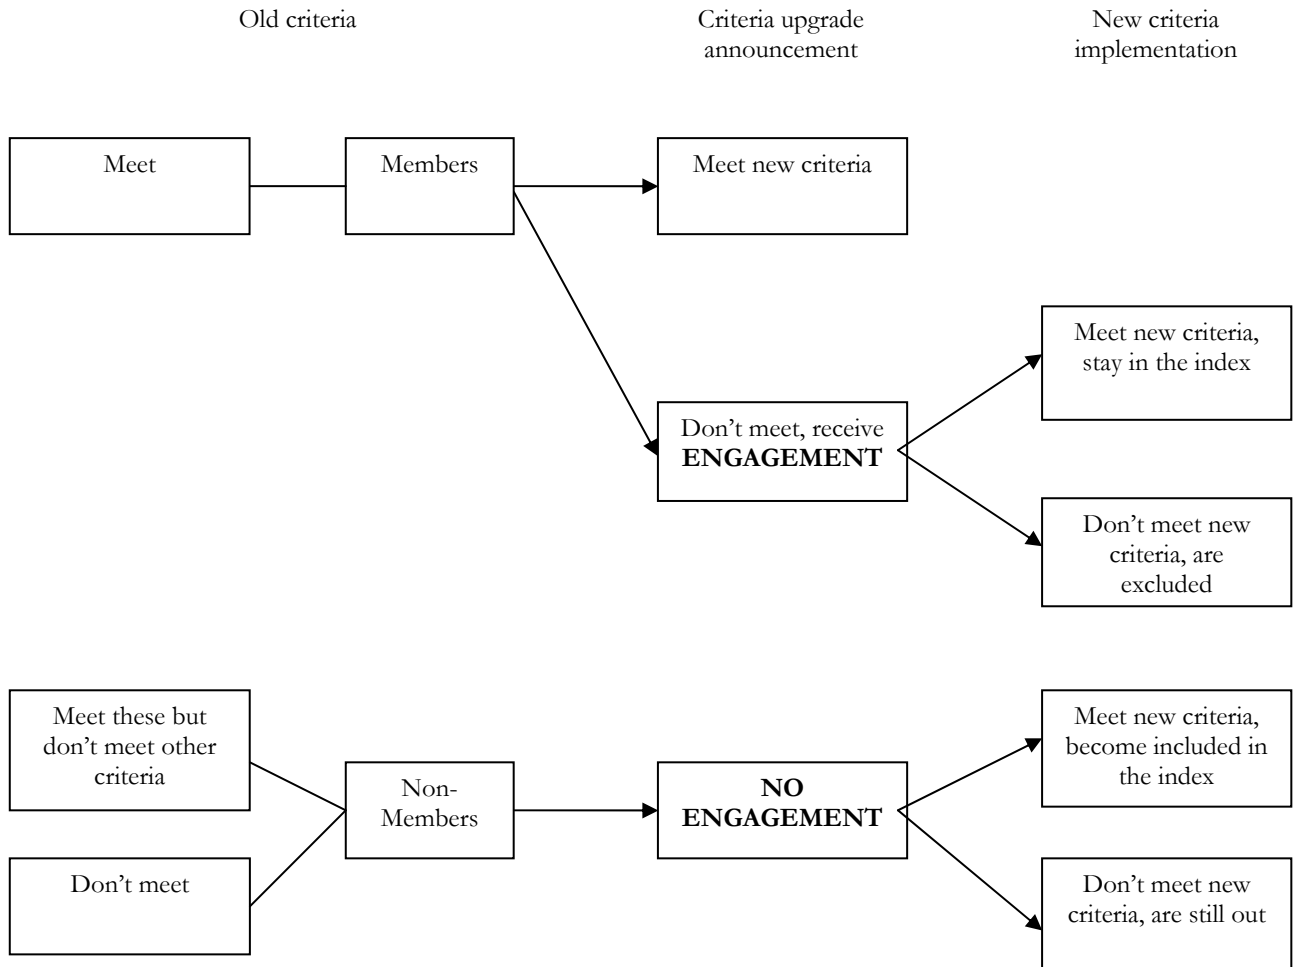 Old criteria
Criteria upgrade
announcement
New criteria
implementation
Meet
Members
Meet new criteria
Meet new criteria,
stay in the index
Don't meet, receive
ENGAGEMENT
Don't meet new
criteria, are
excluded
Meet these but
don't meet other
criteria
Non-
Members
NO
ENGAGEMENT
Meet new criteria,
become included in
the index
Don't meet
Don't meet new
criteria, are still out